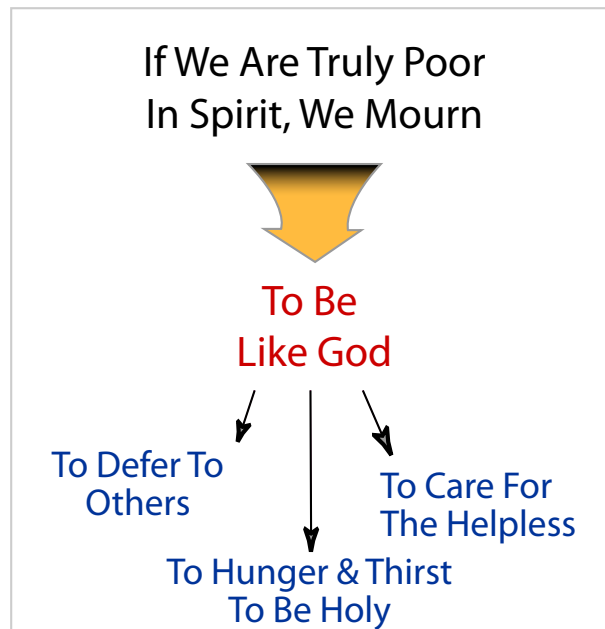 If We Are Truly Poor
In Spirit, We Mourn
To Be
Like God
To Defer To
Others
To Care For
The Helpless
To Hunger & Thirst
To Be Holy